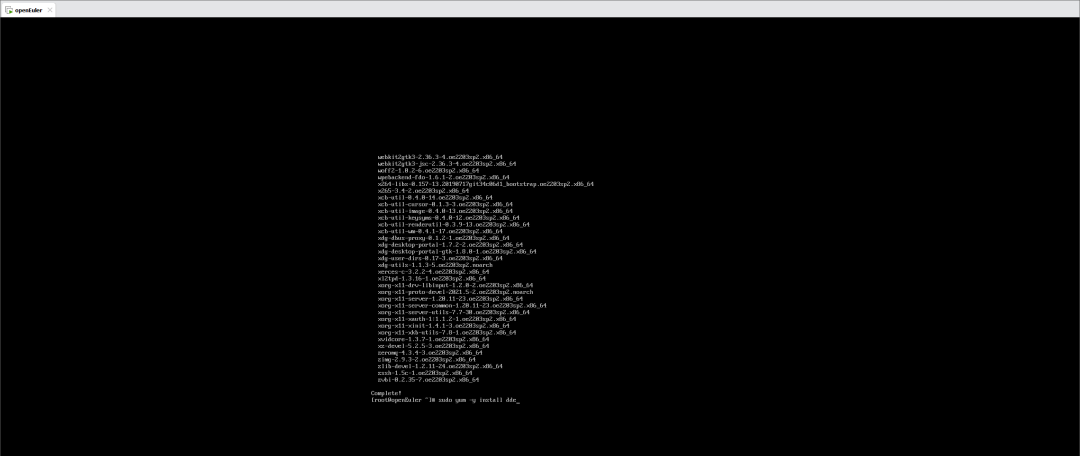 openEuler
webkit2gtk3-2.36.3-4.oe2203sp2.x86_64
webkit2gtk3-jsc-2.36.3-4.oe2203sp2.x86_64
woff2-1.0.2-6.oe2203sp2.x86_64
wpebackend-fdo-1.6.1-2.oe2203sp2.x86_64
x264-libs-0.157-13.20190717git34c06d1_bootstrap.oe2203sp2.x86_64
x265-3.4-2.oe2203sp2.x86_64
xcb-util-0.4.0-14.oe2203sp2.x86_64
xcb-util-cursor-0.1.3-3.oe2203sp2.x86_64
xcb-util-image-0.4.0-13.oe2203sp2.x86_64
xcb-util-keysyms-0.4.0-12.oe2203sp2.x86_64
xcb-util-renderutil-0.3.9-13.oe2203sp2.x86_64
xcb-util-wm-0.4.1-17.oe2203sp2.x86_64
xdg-dbus-proxy-0.1.2-1.oe2203sp2.x86_64
xdg-desktop-portal-1.7.2-2.oe2203sp2.x86_64
xdg-desktop-portal-gtk-1.8.0-1.oe2203sp2.x86_64
xdg-user-dirs-0.17-3.oe2203sp2.x86_64
xdg-utils-1.1.3-5.oe2203sp2.noarch
xerces-c-3.2.2-4.oe2203sp2.x86_64
xl2tpd-1.3.16-1.oe2203sp2.x86_64
xorg-x11-drv-libinput-1.2.0-2.oe2203sp2.x86_64
xorg-x11-proto-devel-2021.5-2.oe2203sp2.noarch
xorg-x11-server-1.20.11-23.oe2203sp2.x86_64
xorg-x11-server-common-1.20.11-23.oe2203sp2.x86_64
xorg-x11-server-utils-7.7-30.oe2203sp2.x86_64
xorg-x11-xauth-1:1.1.2-1.oe2203sp2.x86_64
xorg-x11-xinit-1.4.1-3.oe2203sp2.x86_64
xorg-x11-xkb-utils-7.8-1.oe2203sp2.x86_64
xvidcore-1.3.7-1.oe2203sp2.x86_64
xz-devel-5.2.5-3.oe2203sp2.x86_64
zeromq-4.3.4-3.oe2203sp2.x86_64
zimg-2.9.3-2.oe2203sp2.x86_64
zlib-devel-1.2.11-24.oe2203sp2.x86_64
zssh-1.5c-1.oe2203sp2.x86_64
zvbi-0.2.35-7.oe2203sp2.x86_64
Complete!
[root@openEuler ~]# sudo yum -y install dde_